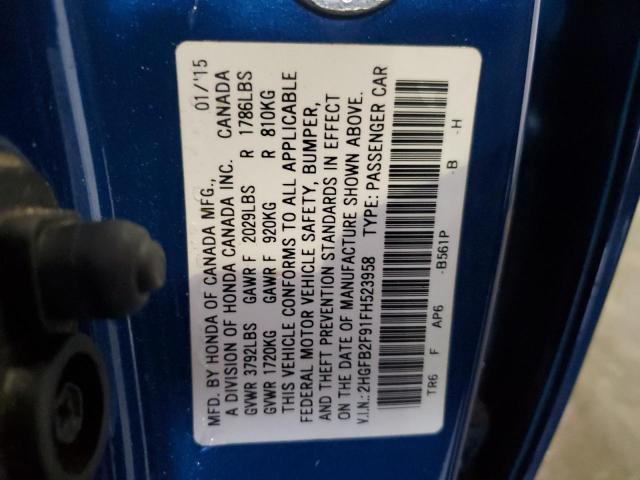 MFD. BY HONDA OF CANADA MFG., 01/'15
A DIVISION OF HONDA CANADA INC. CANADA
GVWR 3792LBS GAWR F 2029LBS R 1786LBS
GVWR 1720KG GAWR F 920KG R 810KG
THIS VEHICLE CONFORMS TO ALL APPLICABLE
FEDERAL MOTOR VEHICLE SAFETY, BUMPER,
AND THEFT PREVENTION STANDARDS IN EFFECT
ON THE DATE OF MANUFACTURE SHOWN ABOVE.
V.I.N.: 2HGFB2F91FH523958 TYPE: PASSENGER CAR
TR6 F AP6 -B561P -B -H